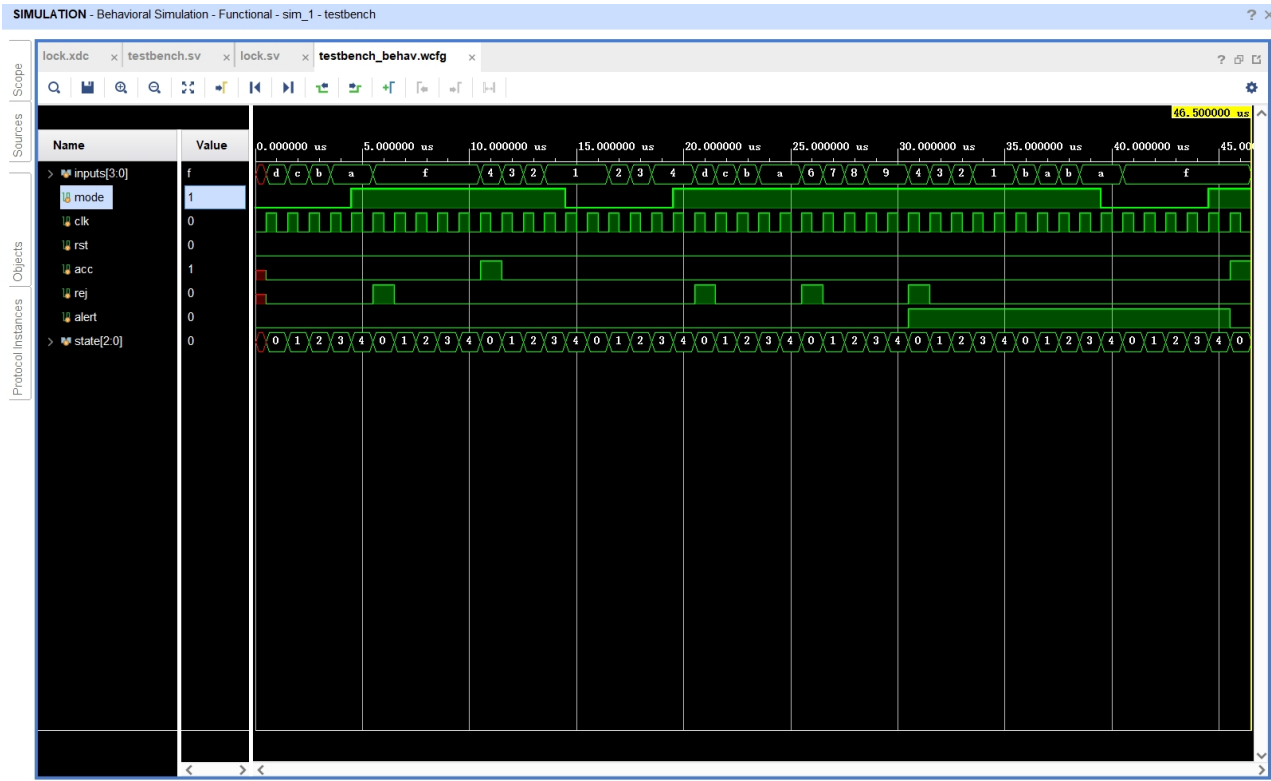 SIMULATION - Behavioral Simulation - Functional - sim_1 - testbench ? ×
lock.xdc × testbench.sv × lock.sv × testbench_behav.wcfg × ?
Scope
Sources
Objects
Protocol Instances
46.500000 us
Name Value 0.000000 us 5.000000 us 10.000000 us 15.000000 us 20.000000 us 25.000000 us 30.000000 us 35.000000 us 40.000000 us 45.00
inputs[3:0] f d c b a f 4 3 2 1 2 3 4 d c b a 6 7 8 9 4 3 2 1 b a b a f
mode 1
clk 0
rst 0
acc 1
rej 0
alert 0
state[2:0] 0 0 1 2 3 4 0 1 2 3 4 0 1 2 3 4 0 1 2 3 4 0 1 2 3 4 0 1 2 3 4 0 1 2 3 4 0 1 2 3 4 0 1 2 3 4 0